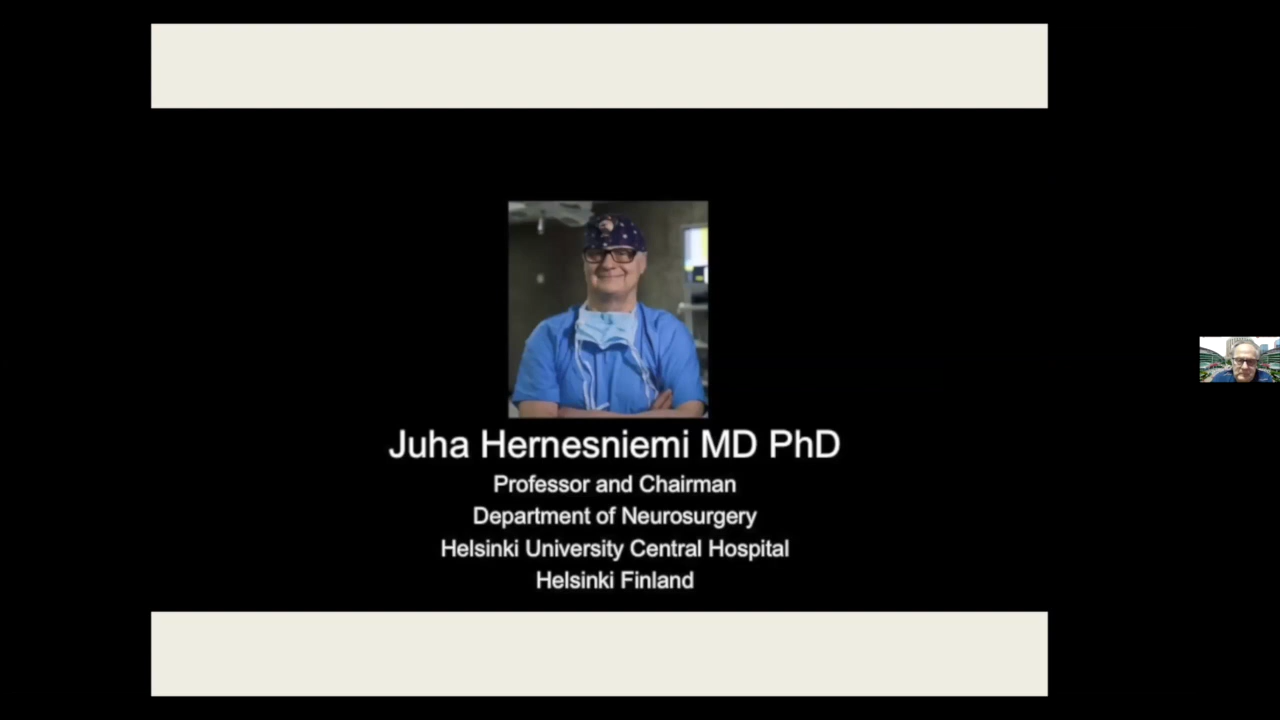 Juha Hernesniemi MD PhD
Professor and Chairman
Department of Neurosurgery
Helsinki University Central Hospital
Helsinki Finland